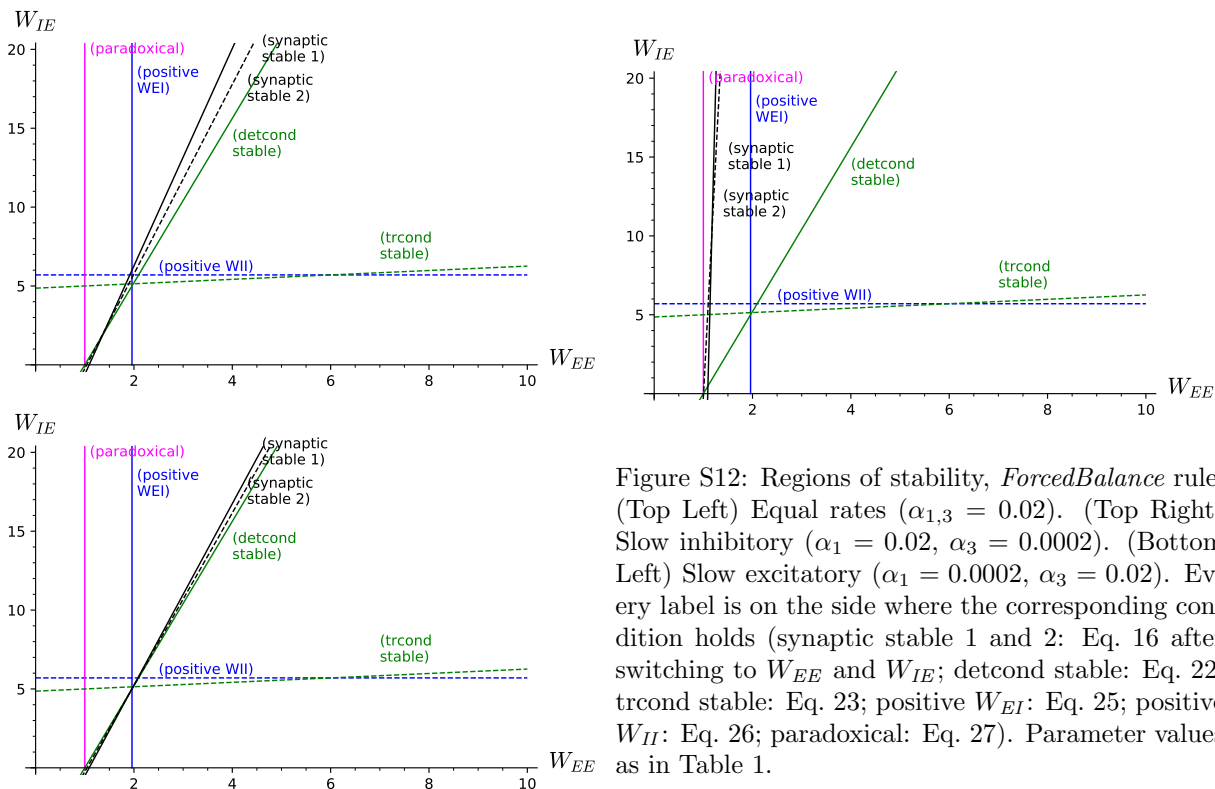 W_IE
20
15
10
5
2
4
6
8
10
W_EE
(paradoxical)
(positive
WEI)
(synaptic
stable 1)
(synaptic
stable 2)
(detcond
stable)
(trcond
stable)
(positive WII)
W_IE
20
15
10
5
2
4
6
8
10
W_EE
(paradoxical)
(positive
WEI)
(synaptic
stable 1)
(synaptic
stable 2)
(detcond
stable)
(trcond
stable)
(positive WII)
W_IE
20
15
10
5
2
4
6
8
10
W_EE
(paradoxical)
(positive
WEI)
(synaptic
stable 1)
(synaptic
stable 2)
(detcond
stable)
(trcond
stable)
(positive WII)
Figure S12: Regions of stability, ForcedBalance rule
(Top Left) Equal rates (α1,3 = 0.02). (Top Right
Slow inhibitory (α1 = 0.02, α3 = 0.0002). (Bottom
Left) Slow excitatory (α1 = 0.0002, α3 = 0.02). Ev
ery label is on the side where the corresponding con
dition holds (synaptic stable 1 and 2: Eq. 16 after
switching to W_EE and W_IE; detcond stable: Eq. 22
trcond stable: Eq. 23; positive W_EI: Eq. 25; positive
W_II: Eq. 26; paradoxical: Eq. 27). Parameter values
as in Table 1.